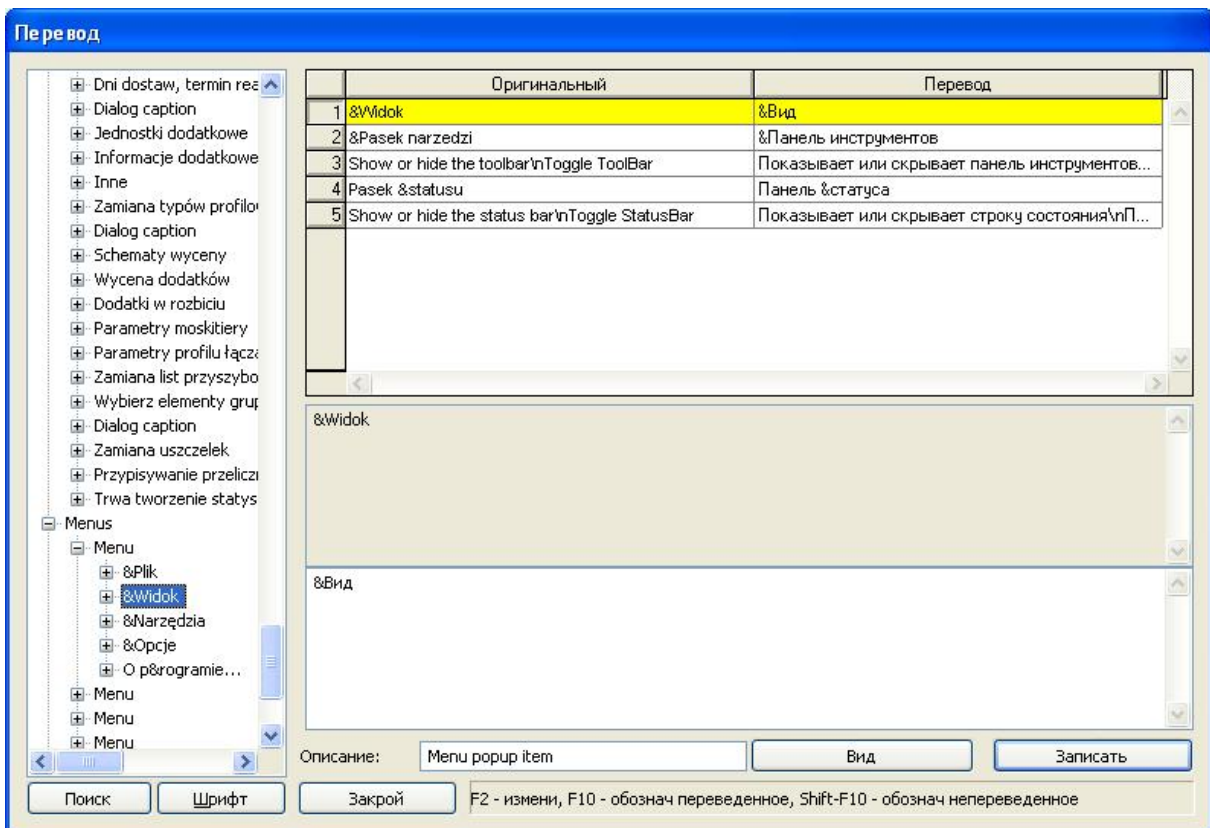 Перевод
Dni dostaw, termin rea
Dialog caption
Jednostki dodatkowe
Informacje dodatkowe
Inne
Zamiana typów profilo
Dialog caption
Schematy wyceny
Wycena dodatków
Dodatki w rozbiciu
Parametry moskitiery
Parametry profilu łącza
Zamiana list przyszybo
Wybierz elementy grup
Dialog caption
Zamiana uszczelek
Przypisywanie przelicz
Trwa tworzenie statys
Menus
Menu
&Plik
&Widok
&Narzędzia
&Opcje
O p&rogramie...
Menu
Menu
Menu
Оригинальный Перевод
1 &Widok &Вид
2 &Pasek narzedzi &Панель инструментов
3 Show or hide the toolbar\nToggle ToolBar Показывает или скрывает панель инструментов...
4 Pasek &statusu Панель &статуса
5 Show or hide the status bar\nToggle StatusBar Показывает или скрывает строку состояния\nП...
&Widok
&Вид
Описание: Menu popup item Вид Записать
Поиск Шрифт Закрой F2 - измени, F10 - обознач переведенное, Shift-F10 - обознач непереведенное